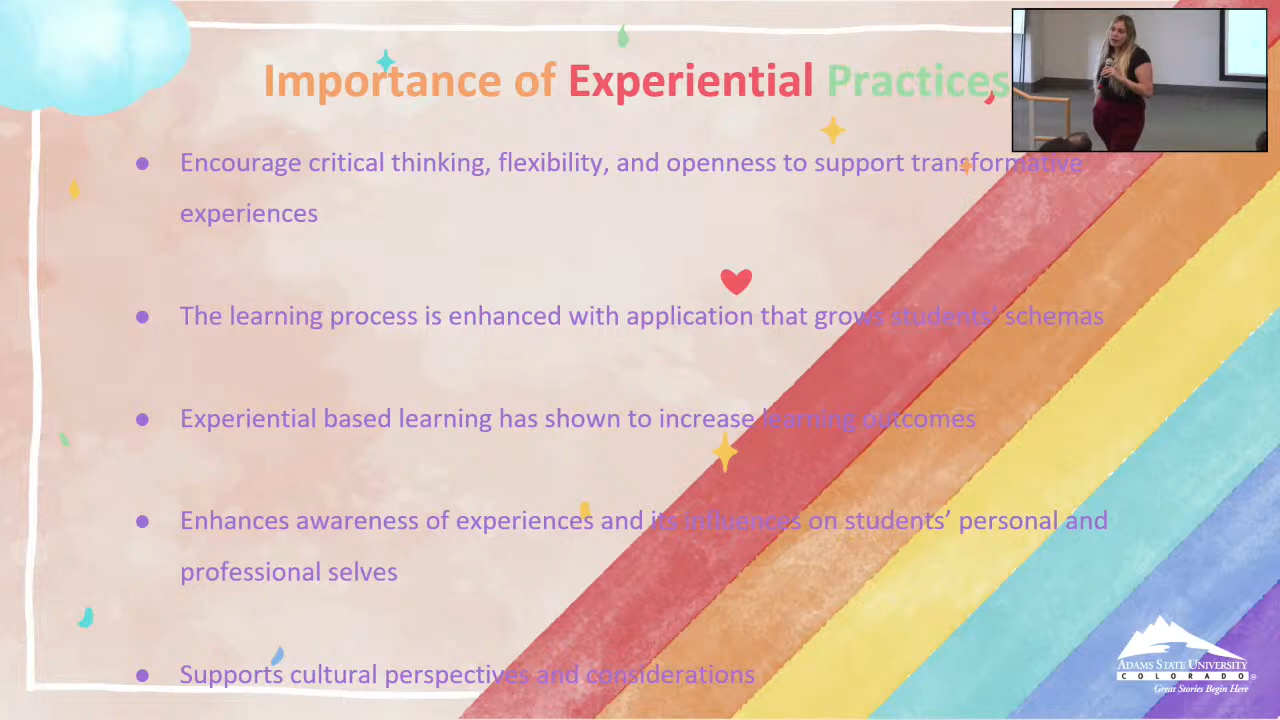 Importance of Experiential Practices
Encourage critical thinking, flexibility, and openness to support transformative
experiences
The learning process is enhanced with application that grows students' schemas
Experiential based learning has shown to increase learning outcomes
Enhances awareness of experiences and its influences on students’ personal and
professional selves
Supports cultural perspectives and considerations
ADAMS STATE UNIVERSITY
COLORADO®
Great Stories Begin Here